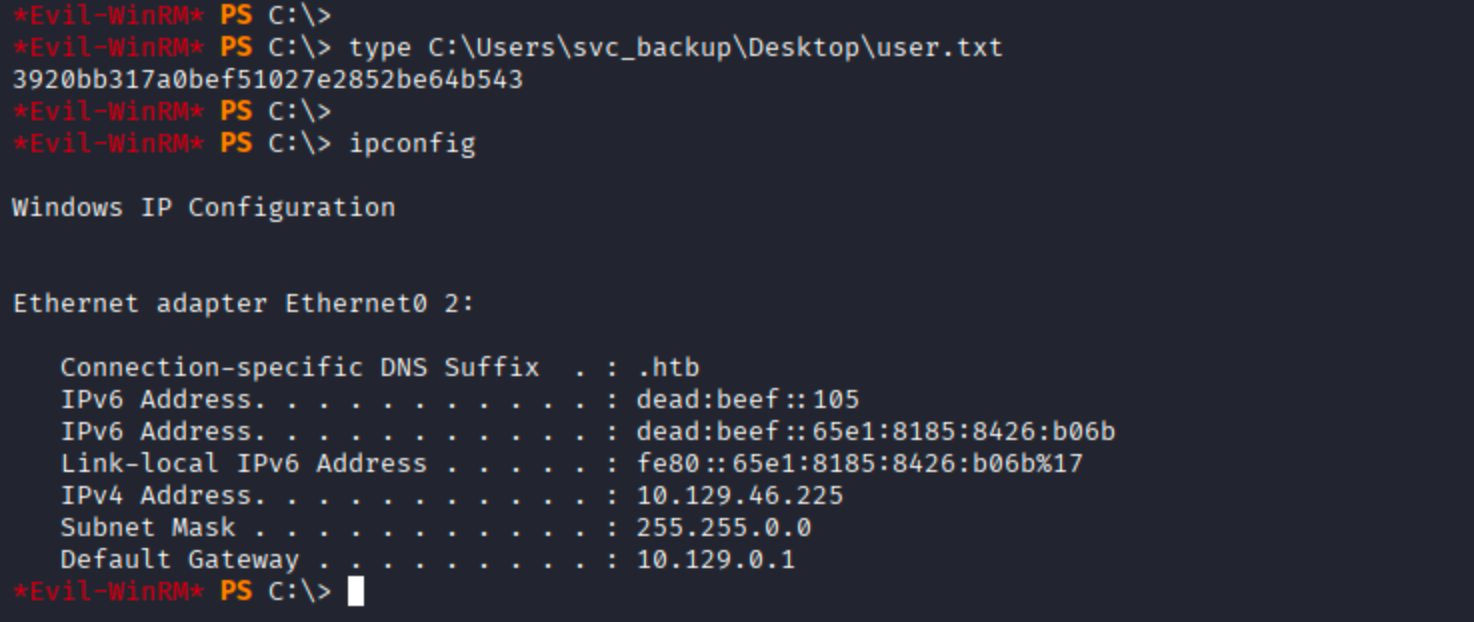 *Evil-WinRM* PS C:\>
*Evil-WinRM* PS C:\> type C:\Users\svc_backup\Desktop\user.txt
3920bb317a0bef51027e2852be64b543
*Evil-WinRM* PS C:\>
*Evil-WinRM* PS C:\> ipconfig
Windows IP Configuration
Ethernet adapter Ethernet0 2:
Connection-specific DNS Suffix  . : .htb
IPv6 Address. . . . . . . . . . . : dead:beef::105
IPv6 Address. . . . . . . . . . . : dead:beef::65e1:8185:8426:b06b
Link-local IPv6 Address . . . . . : fe80::65e1:8185:8426:b06b%17
IPv4 Address. . . . . . . . . . . : 10.129.46.225
Subnet Mask . . . . . . . . . . . : 255.255.0.0
Default Gateway . . . . . . . . . : 10.129.0.1
*Evil-WinRM* PS C:\>